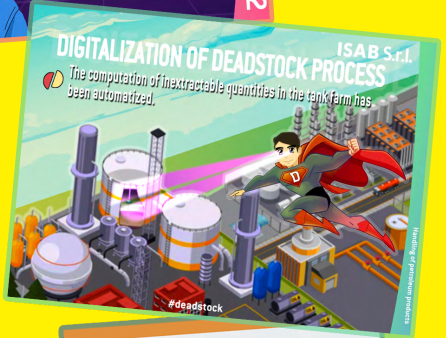 2
ISAB S.r.l.
DIGITALIZATION OF DEADSTOCK PROCESS
The computation of inextractable quantities in the tank farm has
been automatized.
D
Handling of petroleum products
#deadstock